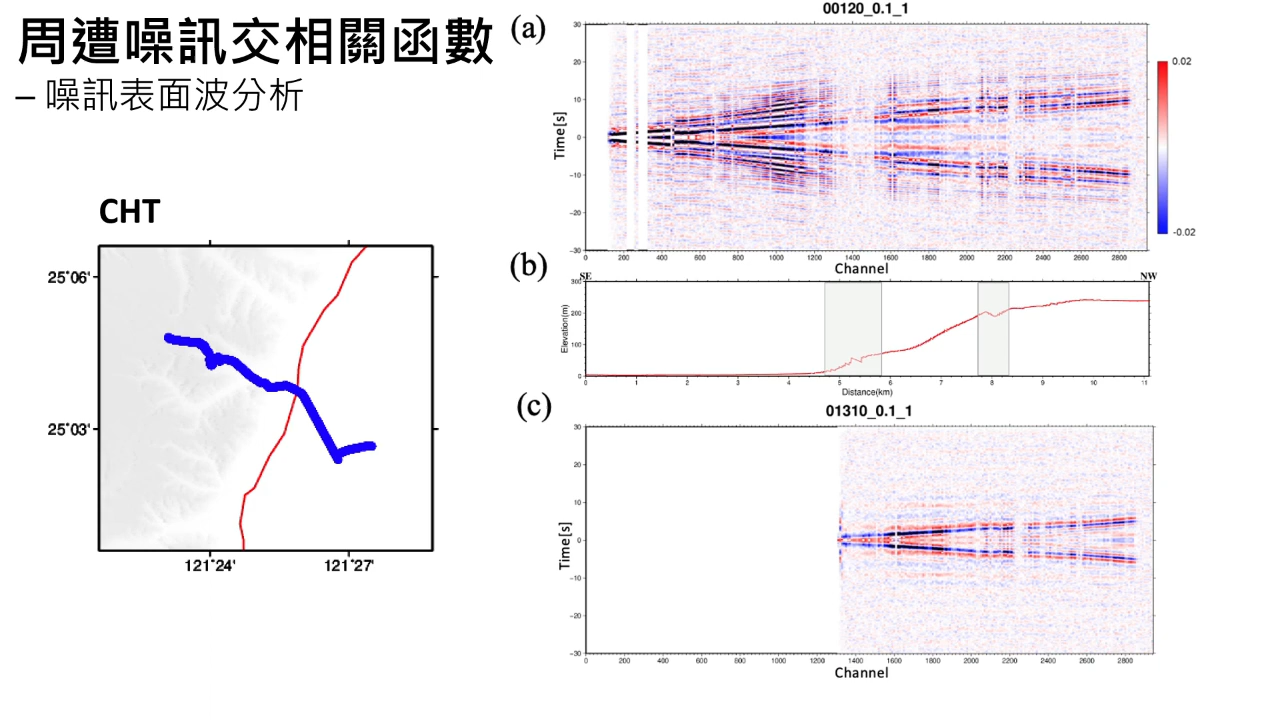 周遭噪訊交相關函數
– 噪訊表面波分析
CHT
25°06'
25°03'
121°24'
121°27'
(a)
00120_0.1_1
Time[s]
30
20
10
0
−10
−20
−30
0 200 400 600 800 1000 1200 1400 1600 1800 2000 2200 2400 2600 2800
Channel
0.02
-0.02
(b)
SE
NW
Elevation(m)
300
200
100
0
0 1 2 3 4 5 6 7 8 9 10 11
Distance(km)
(c)
01310_0.1_1
Time[s]
30
20
10
0
−10
−20
−30
0 200 400 600 800 1000 1200 1400 1600 1800 2000 2200 2400 2600 2800
Channel